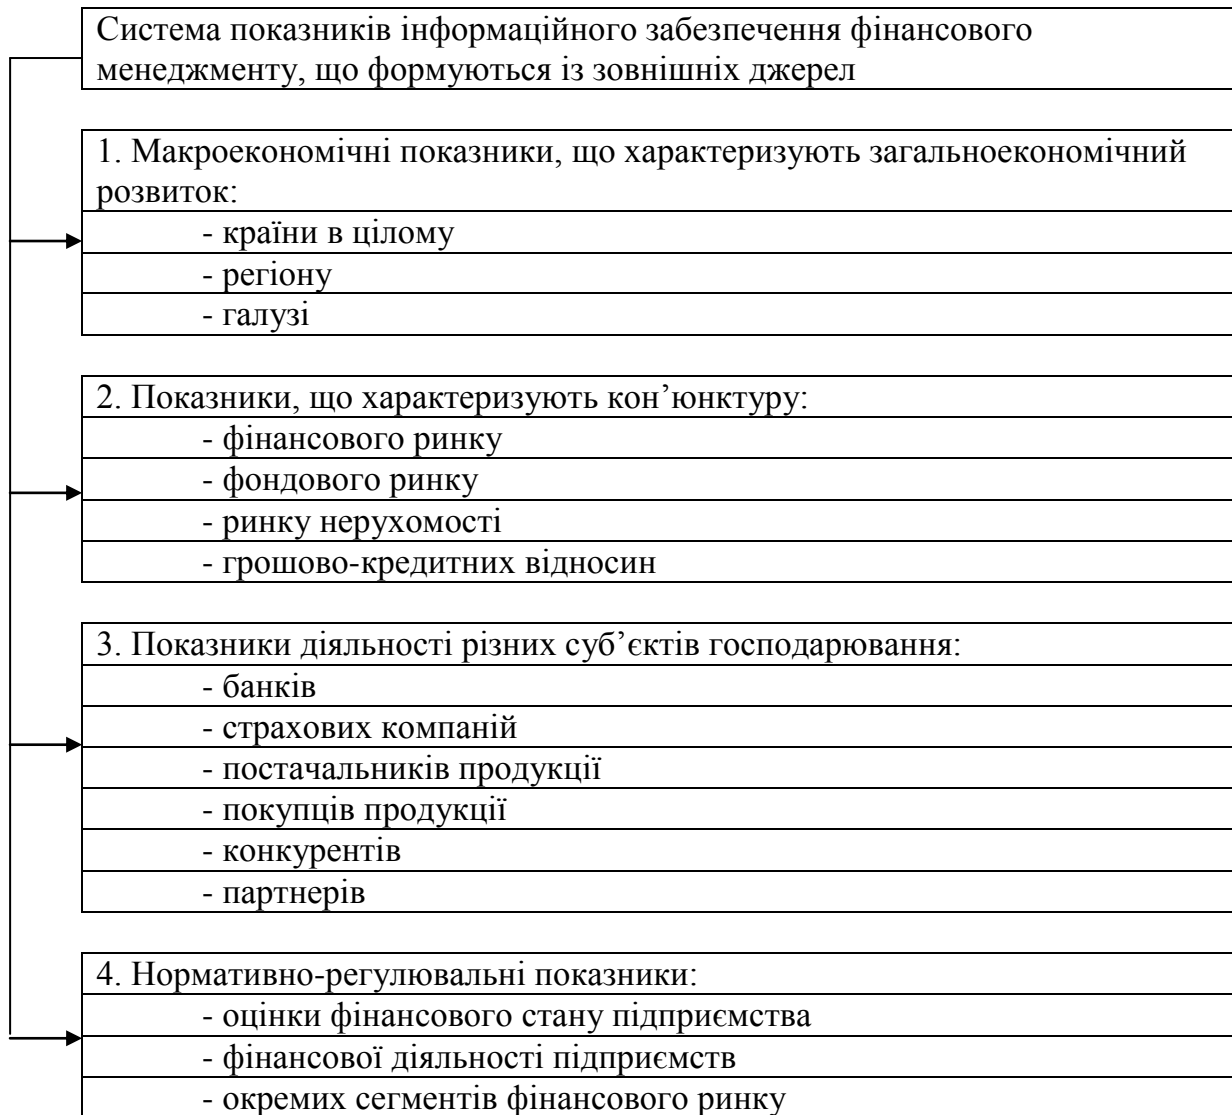 Система показників інформаційного забезпечення фінансового
менеджменту, що формуються із зовнішніх джерел
1. Макроекономічні показники, що характеризують загальноекономічний
розвиток:
- країни в цілому
- регіону
- галузі
2. Показники, що характеризують кон’юнктуру:
- фінансового ринку
- фондового ринку
- ринку нерухомості
- грошово-кредитних відносин
3. Показники діяльності різних суб’єктів господарювання:
- банків
- страхових компаній
- постачальників продукції
- покупців продукції
- конкурентів
- партнерів
4. Нормативно-регулювальні показники:
- оцінки фінансового стану підприємства
- фінансової діяльності підприємств
- окремих сегментів фінансового ринку